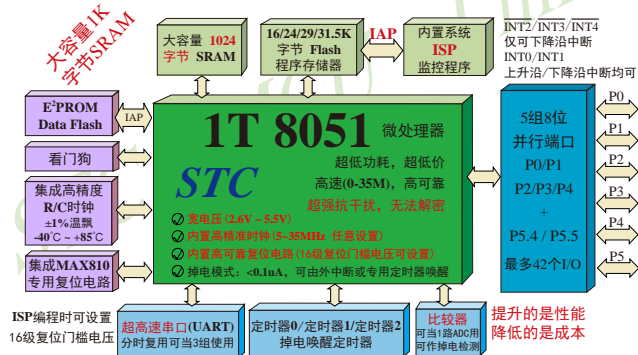 大容量1K
字节SRAM
大容量 1024
字节 SRAM
16/24/29/31.5K
字节 Flash
程序存储器
IAP
内置系统
ISP
监控程序
INT2/INT3/INT4
仅可下降沿中断
INT0/INT1
上升沿/下降沿中断均可
E²PROM
Data Flash
IAP
看门狗
集成高精度
R/C时钟
±1%温飘
-40℃ ~ +85℃
集成MAX810
专用复位电路
1T 8051 微处理器
STC
超低功耗，超低价
高速(0-35M)，高可靠
超强抗干扰，无法解密
宽电压(2.6V ~ 5.5V)
内置高精准时钟(5~35MHz 任意设置)
内置高可靠复位电路(16级复位门槛电压可设置)
掉电模式：<0.1uA，可由外中断或专用定时器唤醒
5组8位
并行端口
P0/P1
P2/P3/P4
+
P5.4 / P5.5
最多42个I/O
P0
P1
P2
P3
P4
P5
ISP编程时可设置
16级复位门槛电压
超高速串口(UART)
分时复用可当3组使用
定时器0/定时器1/定时器2
掉电唤醒定时器
比较器
可当1路ADC用
可作掉电检测
提升的是性能
降低的是成本